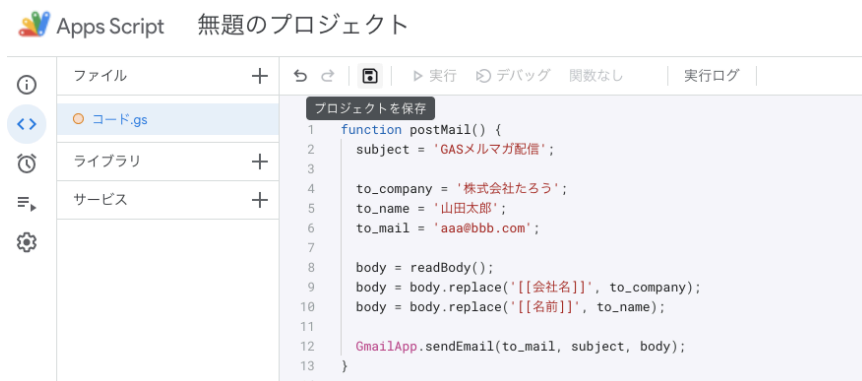 Apps Script 無題のプロジェクト
ファイル
実行 デバッグ 関数なし 実行ログ
プロジェクトを保存
コード.gs
ライブラリ
サービス
1 function postMail() {
2 subject = 'GASメルマガ配信';
3
4 to_company = '株式会社たろう';
5 to_name = '山田太郎';
6 to_mail = 'aaa@bbb.com';
7
8 body = readBody();
9 body = body.replace('[[会社名]]', to_company);
10 body = body.replace('[[名前]]', to_name);
11
12 GmailApp.sendEmail(to_mail, subject, body);
13 }